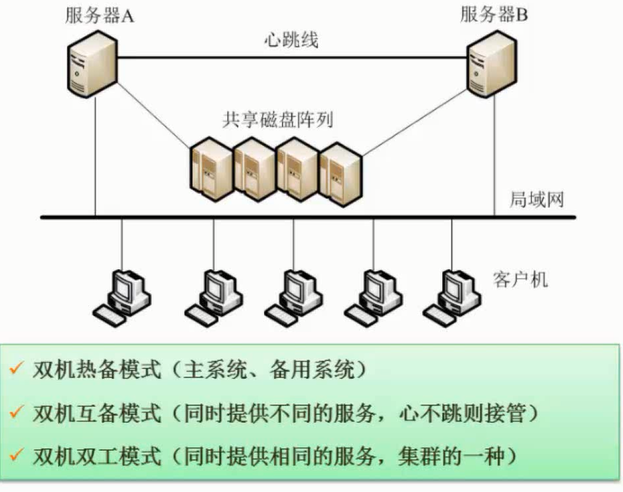 服务器A
服务器B
心跳线
共享磁盘阵列
局域网
客户机
双机热备模式（主系统、备用系统）
双机互备模式（同时提供不同的服务，心不跳则接管）
双机双工模式（同时提供相同的服务，集群的一种）